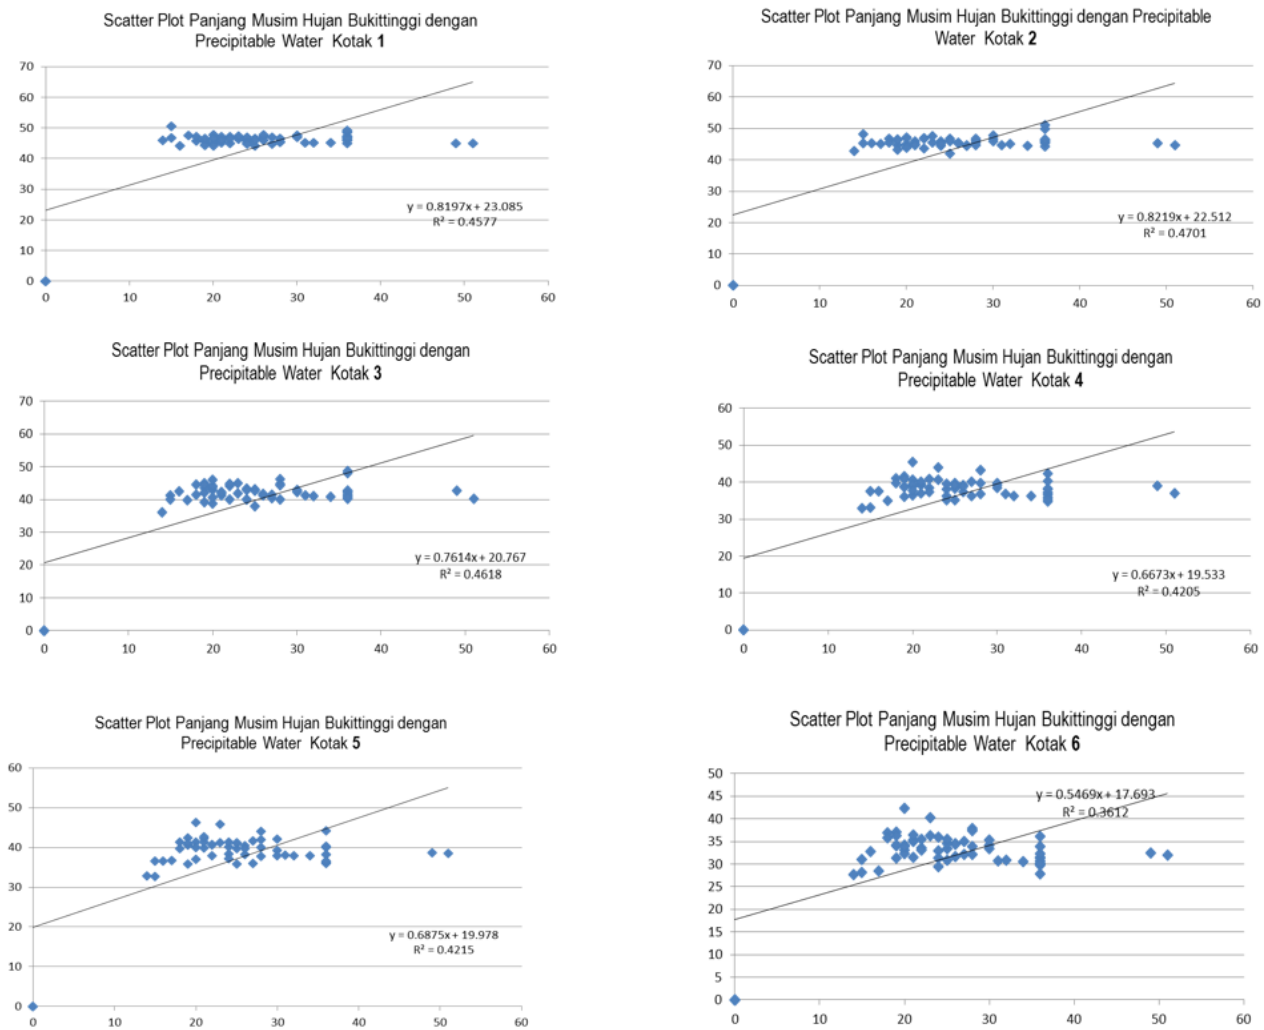 Scatter Plot Panjang Musim Hujan Bukittinggi dengan
Precipitable Water Kotak 1
70
60
50
40
30
20
10
0
y = 0.8197x + 23.085
R² = 0.4577
0 10 20 30 40 50 60
Scatter Plot Panjang Musim Hujan Bukittinggi dengan Precipitable
Water Kotak 2
70
60
50
40
30
20
10
0
y = 0.8219x + 22.512
R² = 0.4701
0 10 20 30 40 50 60
Scatter Plot Panjang Musim Hujan Bukittinggi dengan
Precipitable Water Kotak 3
70
60
50
40
30
20
10
0
y = 0.7614x + 20.767
R² = 0.4618
0 10 20 30 40 50 60
Scatter Plot Panjang Musim Hujan Bukittinggi dengan
Precipitable Water Kotak 4
60
50
40
30
20
10
0
y = 0.6673x + 19.533
R² = 0.4205
0 10 20 30 40 50 60
Scatter Plot Panjang Musim Hujan Bukittinggi dengan
Precipitable Water Kotak 5
60
50
40
30
20
10
0
y = 0.6875x + 19.978
R² = 0.4215
0 10 20 30 40 50 60
Scatter Plot Panjang Musim Hujan Bukittinggi dengan
Precipitable Water Kotak 6
50
45
40
35
30
25
20
15
10
5
0
y = 0.5469x + 17.693
R² = 0.3612
0 10 20 30 40 50 60